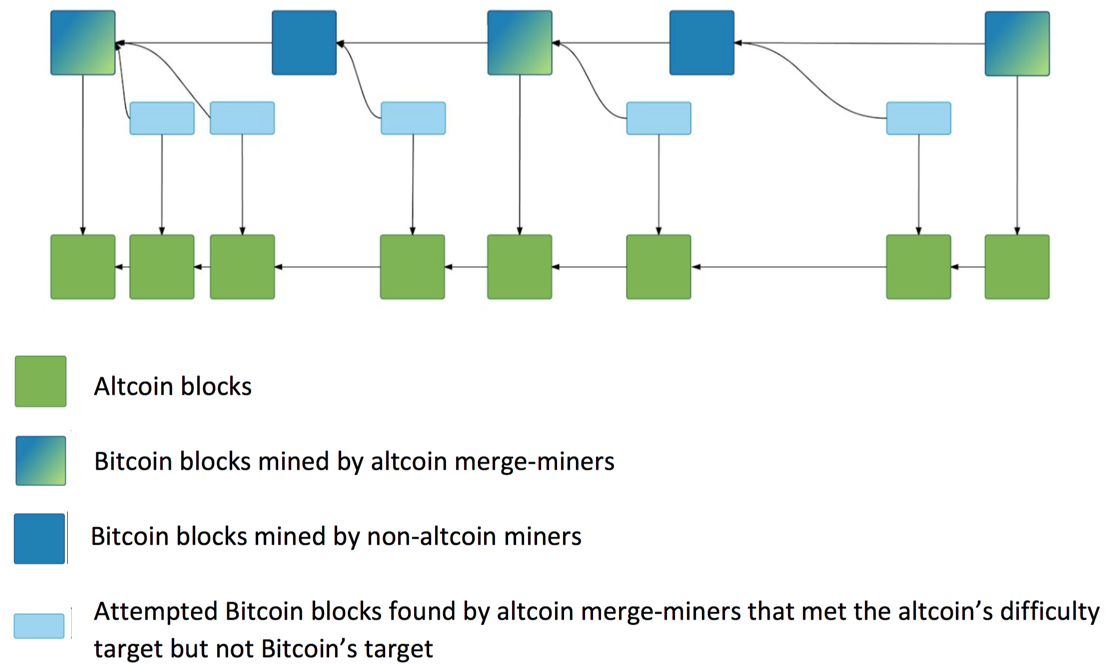 Altcoin blocks
Bitcoin blocks mined by altcoin merge-miners
Bitcoin blocks mined by non-altcoin miners
Attempted Bitcoin blocks found by altcoin merge-miners that met the altcoin’s difficulty
target but not Bitcoin’s target